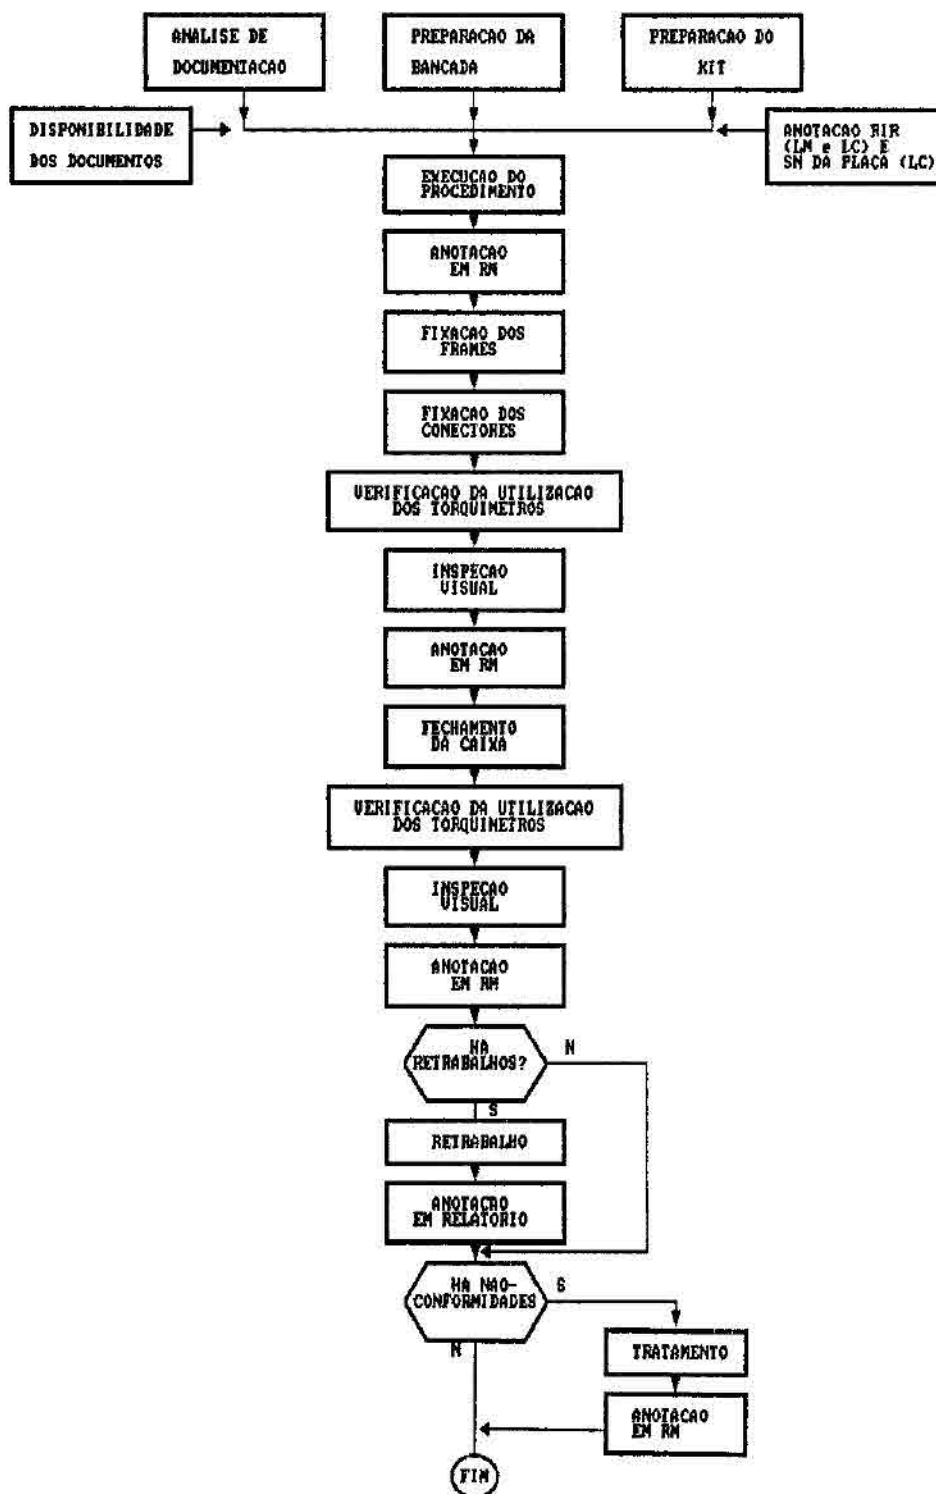 ANALISE DE
DOCUMENTACAO
PREPARACAO DA
BANCADA
PREPARACAO DO
KIT
DISPONIBILIDADE
DOS DOCUMENTOS
ANOTACAO RIR
(LM e LC) E
SN DA PLACA (LC)
EXECUCAO DO
PROCEDIMENTO
ANOTACAO
EM RM
FIXACAO DOS
FRAMES
FIXACAO DOS
CONECTORES
VERIFICACAO DA UTILIZACAO
DOS TORQUIMETROS
INSPECAO
VISUAL
ANOTACAO
EM RM
FECHAMENTO
DA CAIXA
VERIFICACAO DA UTILIZACAO
DOS TORQUIMETROS
INSPECAO
VISUAL
ANOTACAO
EM RM
HA
RETRABALHOS?
N
S
RETRABALHO
ANOTACAO
EM RELATORIO
HA NAO-
CONFORMIDADES
S
N
TRATAMENTO
ANOTACAO
EM RM
FIM